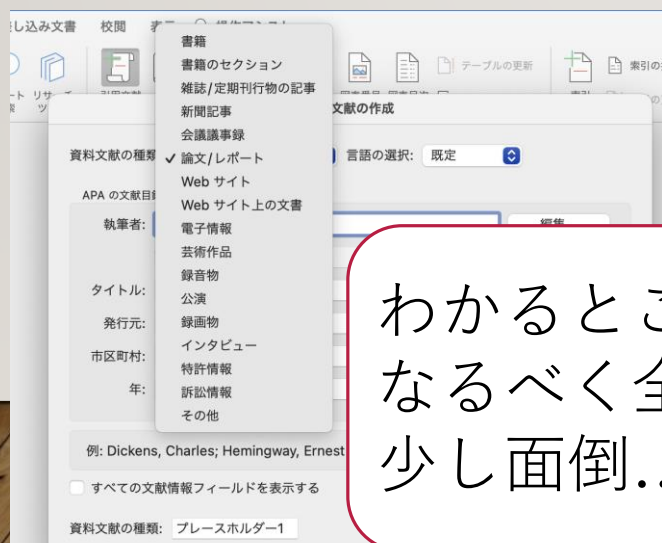 し込み文書 校閲
テーブルの更新
索引の
文献の作成
資料文献の種類
言語の選択: 既定
書籍
書籍のセクション
雑誌/定期刊行物の記事
新聞記事
会議議事録
✓ 論文/レポート
Web サイト
Web サイト上の文書
電子情報
芸術作品
録音物
公演
録画物
インタビュー
特許情報
訴訟情報
その他
APA の文献目録
執筆者:
編集
タイトル:
発行元:
市区町村:
年:
例: Dickens, Charles; Hemingway, Ernest
すべての文献情報フィールドを表示する
資料文献の種類: プレースホルダー1
わかるとこ
なるべく全
少し面倒..